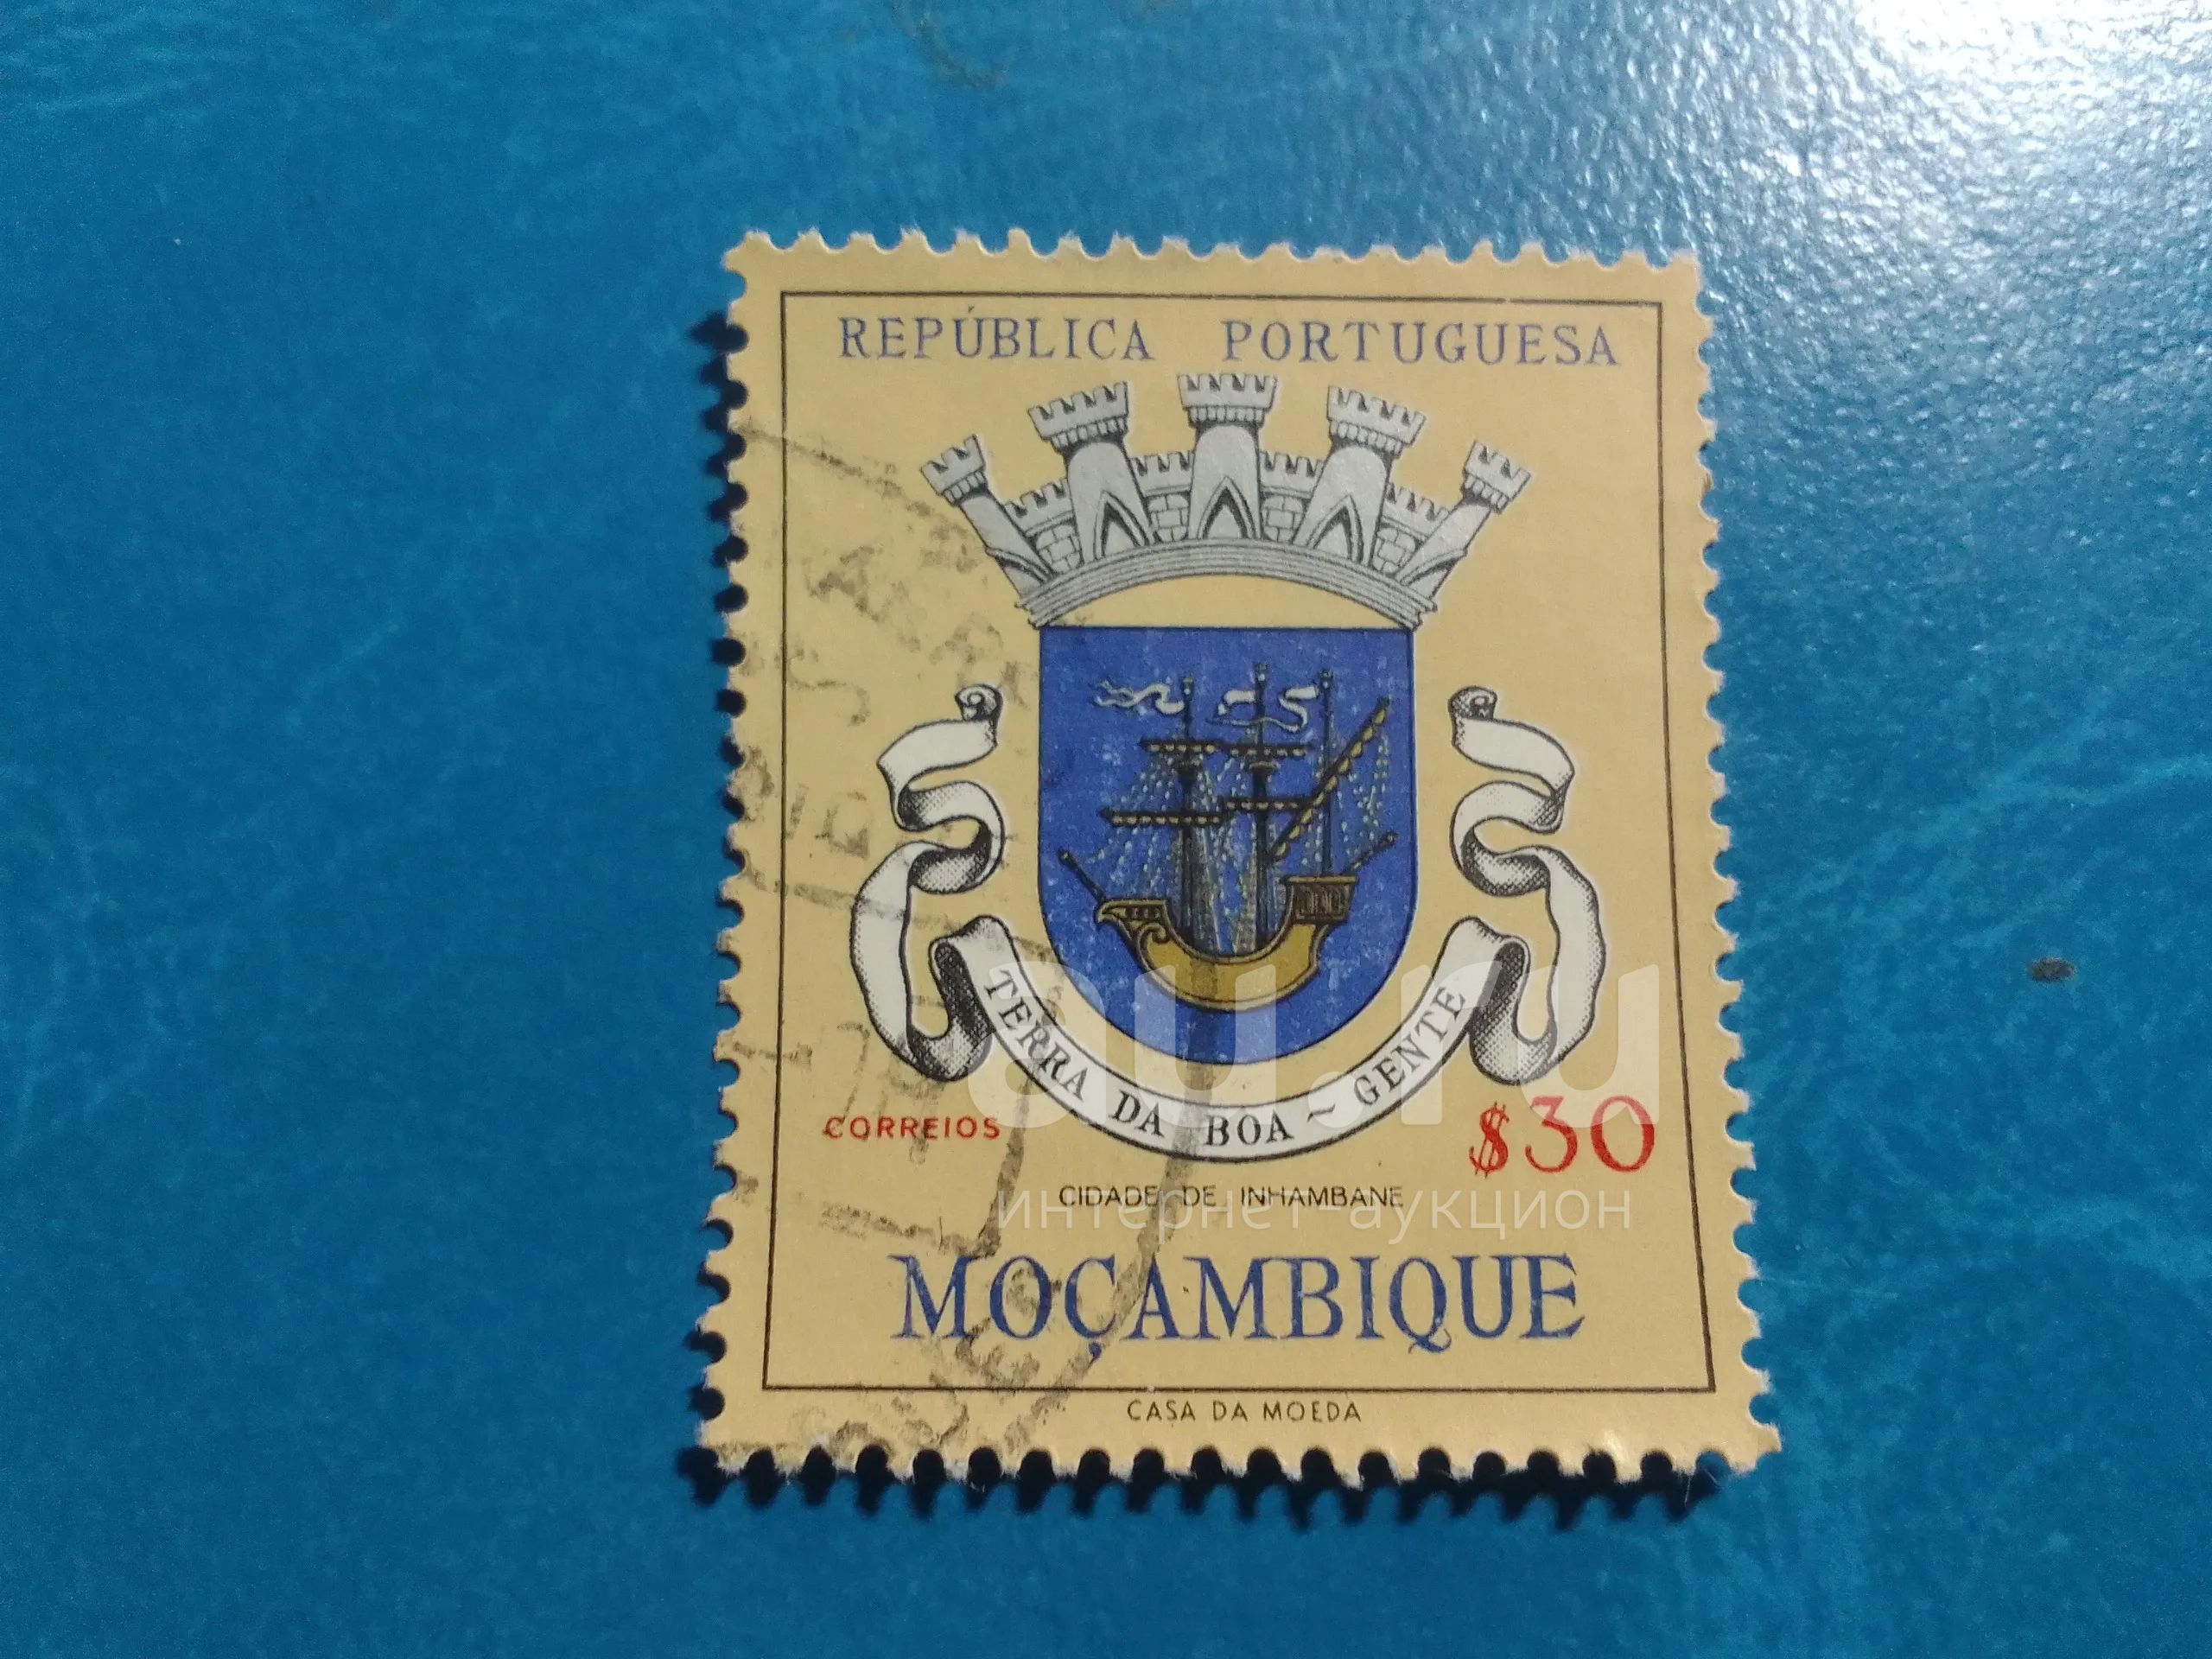 REPÚBLICA PORTUGUESA
TERRA DA BOA ~ GENTE
CORREIOS
$30
CIDADE DE INHAMBANE
MOÇAMBIQUE
CASA DA MOEDA
au.ru
интернет-аукцион